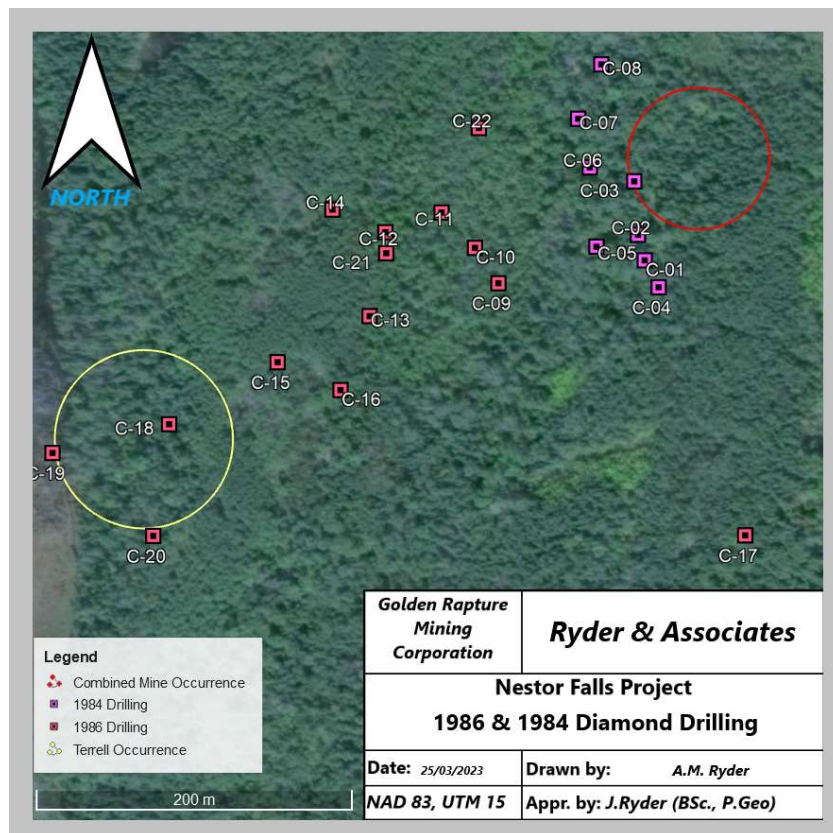 C-08
C-07
C-22
C-06
C-03
C-14
C-11
C-02
C-12
C-05
C-10
C-21
C-01
C-09
C-04
C-13
C-15
C-16
C-18
C-19
C-20
C-17
NORTH
Legend
Combined Mine Occurrence
1984 Drilling
1986 Drilling
Terrell Occurrence
200 m
Golden Rapture
Mining
Corporation
Ryder & Associates
Nestor Falls Project
1986 & 1984 Diamond Drilling
Date: 25/03/2023
Drawn by: A.M. Ryder
NAD 83, UTM 15
Appr. by: J.Ryder (BSc., P.Geo)